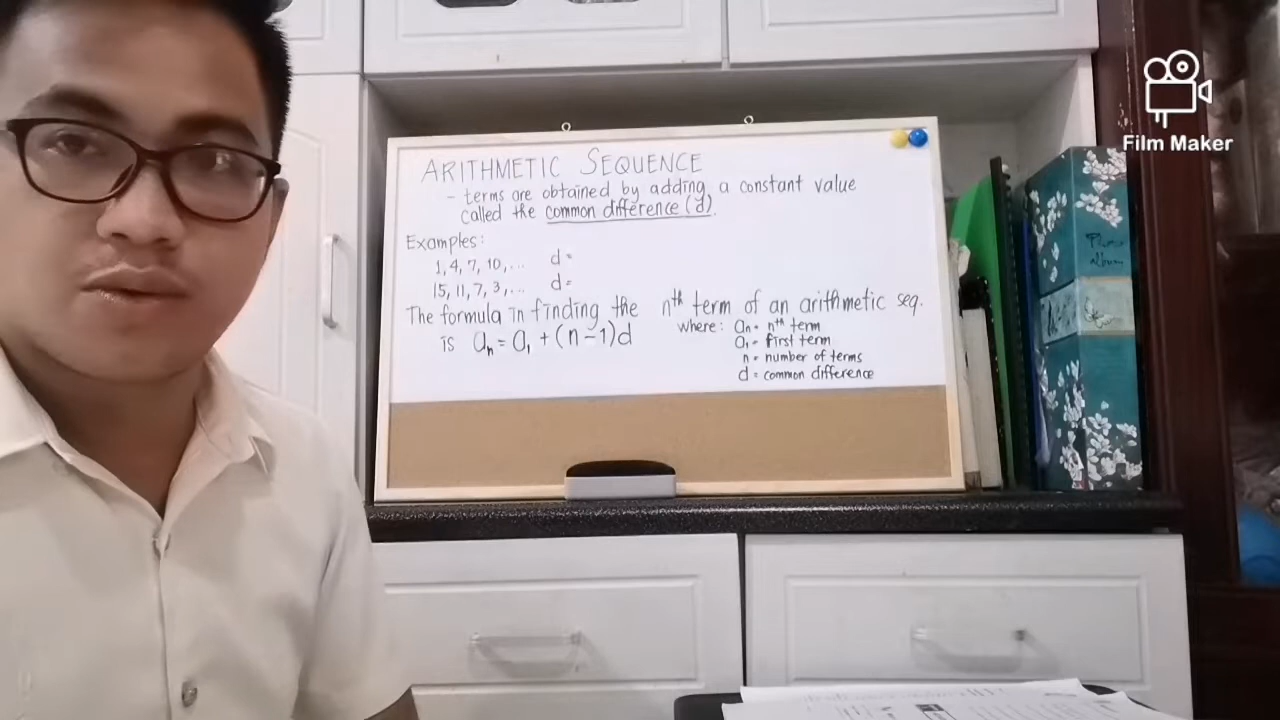 ARITHMETIC SEQUENCE
- terms are obtained by adding a constant value
called the common difference (d).
Examples:
1, 4, 7, 10, ... d =
15, 11, 7, 3, ... d =
The formula in finding the nth term of an arithmetic seq.
is an = a1 + (n - 1)d
where: an = nth term
a1 = first term
n = number of terms
d = common difference
Film Maker
Photo
album